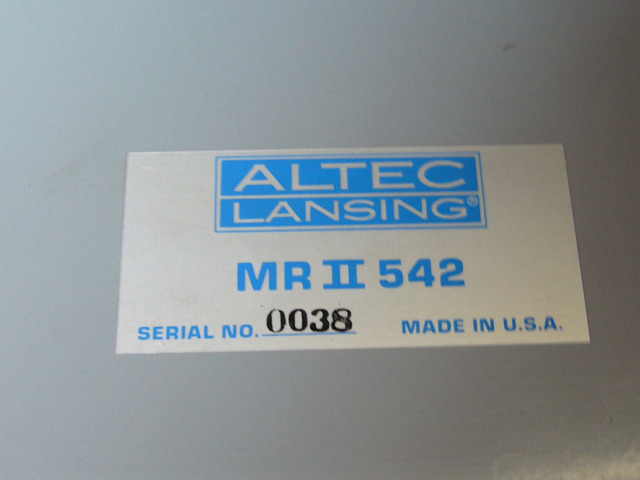 ALTEC
LANSING®
MR II 542
SERIAL NO. 0038 MADE IN U.S.A.